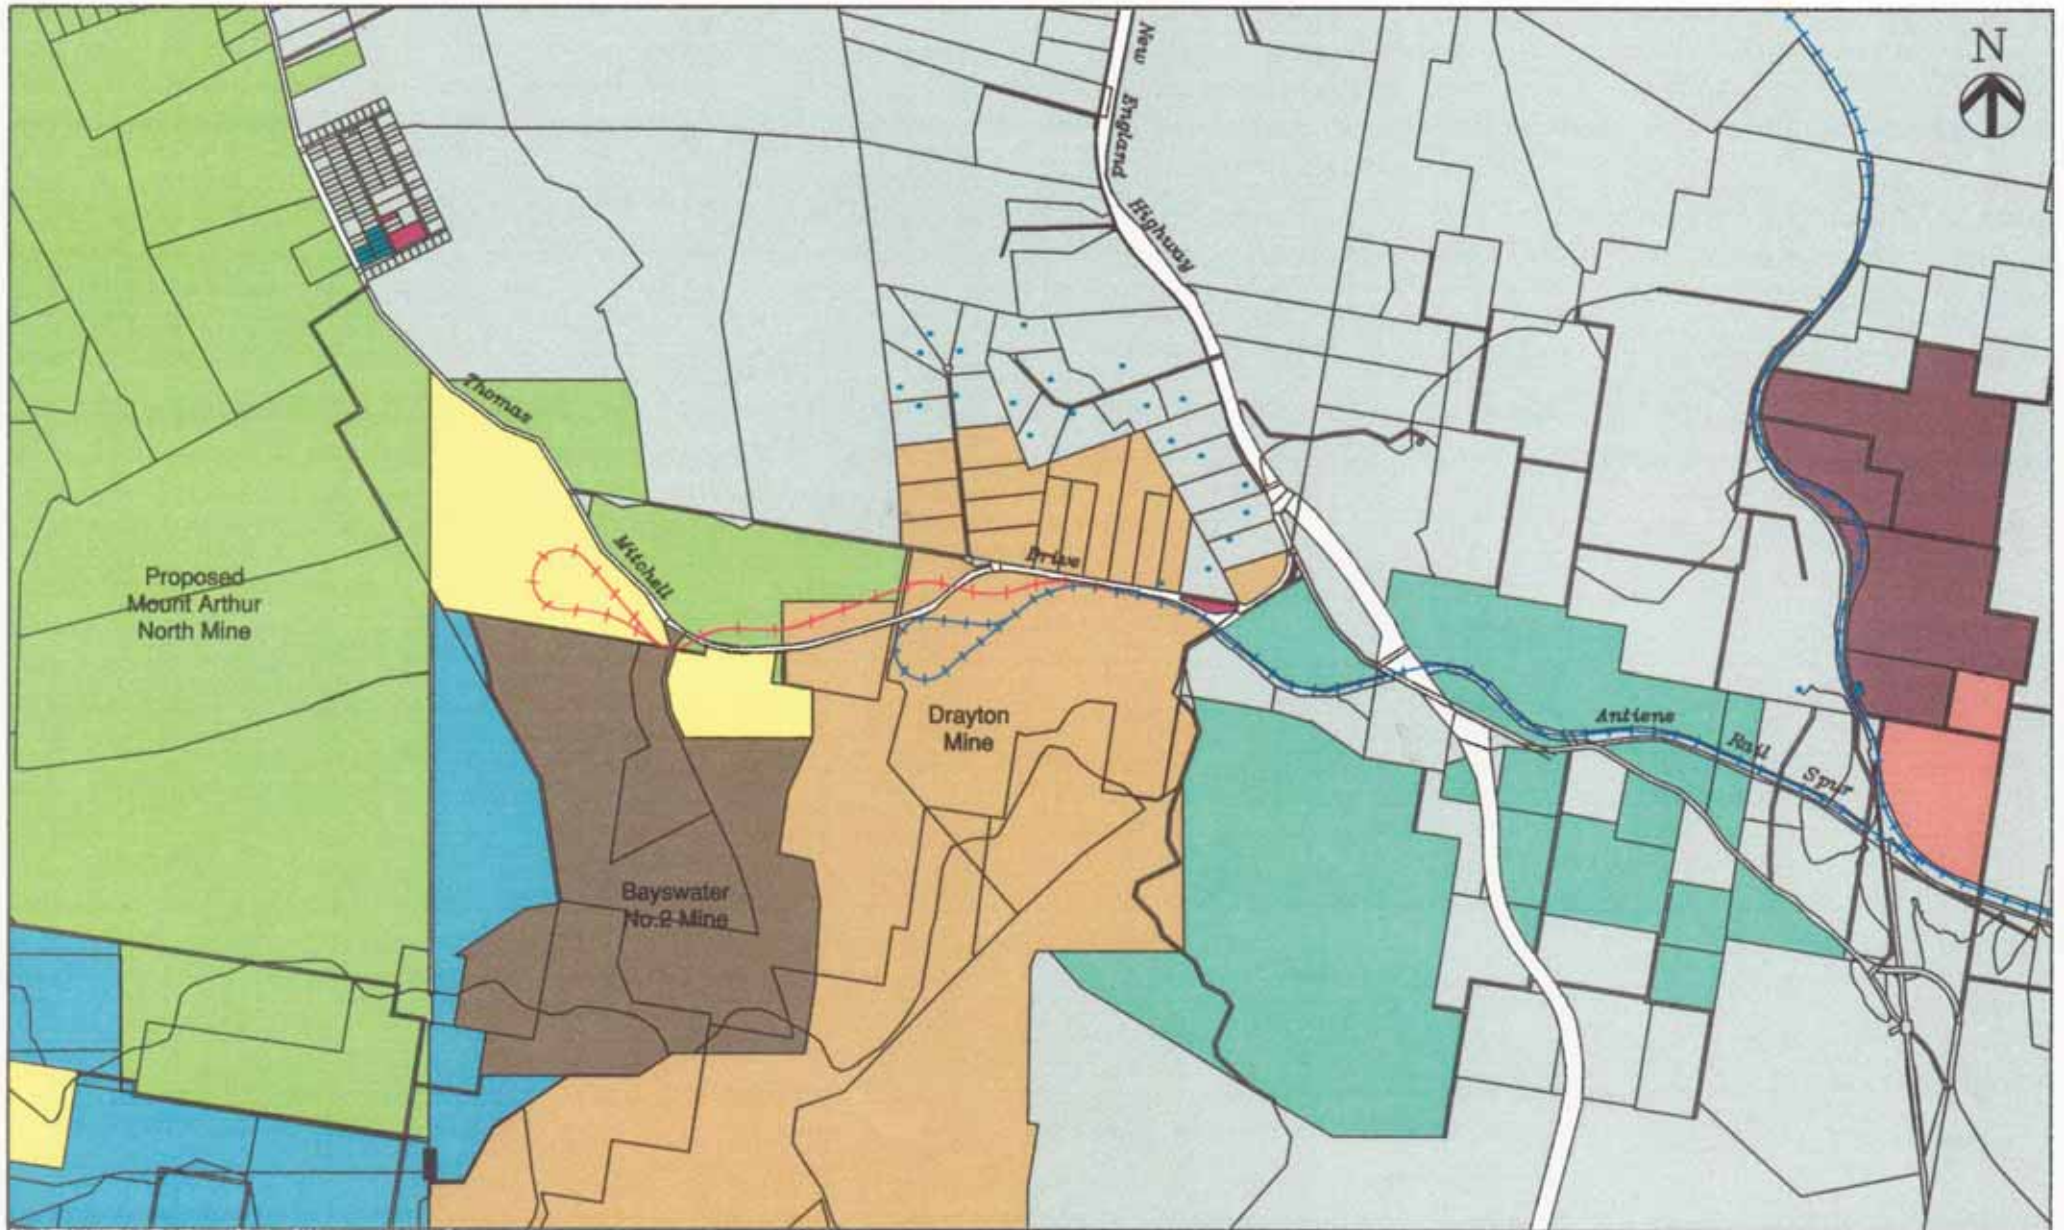 N
New
England
Highway
Thomas
Mitchell
Drive
Proposed
Mount Arthur
North Mine
Drayton
Mine
Antiene
Rail
Spur
Bayswater
No.2 Mine